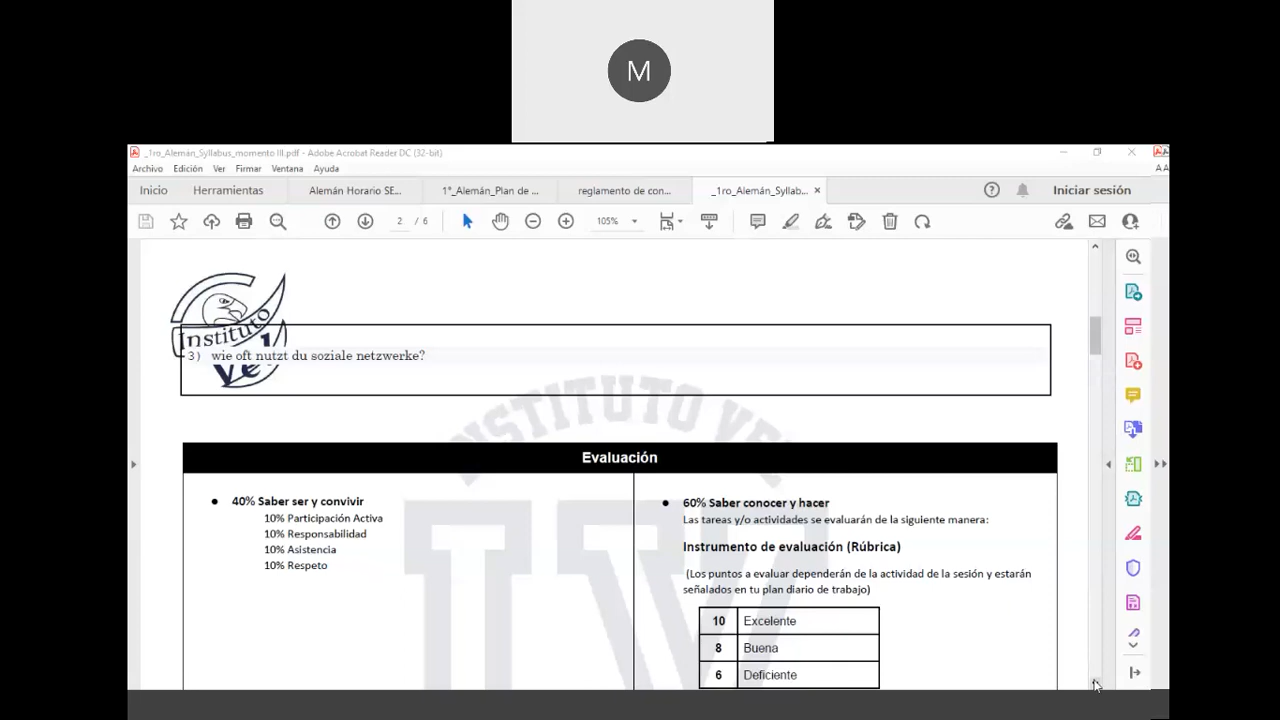 M
_1ro_Alemán_Syllabus_momento III.pdf - Adobe Acrobat Reader DC (32-bit)
Archivo Edición Ver Firmar Ventana Ayuda
Inicio Herramientas Alemán Horario SE... 1°_Alemán_Plan de ... reglamento de con... _1ro_Alemán_Syllab... × Iniciar sesión
2 / 6 105%
Instituto
3) wie oft nutzt du soziale netzwerke?
INSTITUTO
Evaluación
40% Saber ser y convivir
10% Participación Activa
10% Responsabilidad
10% Asistencia
10% Respeto
60% Saber conocer y hacer
Las tareas y/o actividades se evaluarán de la siguiente manera:
Instrumento de evaluación (Rúbrica)
(Los puntos a evaluar dependerán de la actividad de la sesión y estarán
señalados en tu plan diario de trabajo)
10 Excelente
8 Buena
6 Deficiente